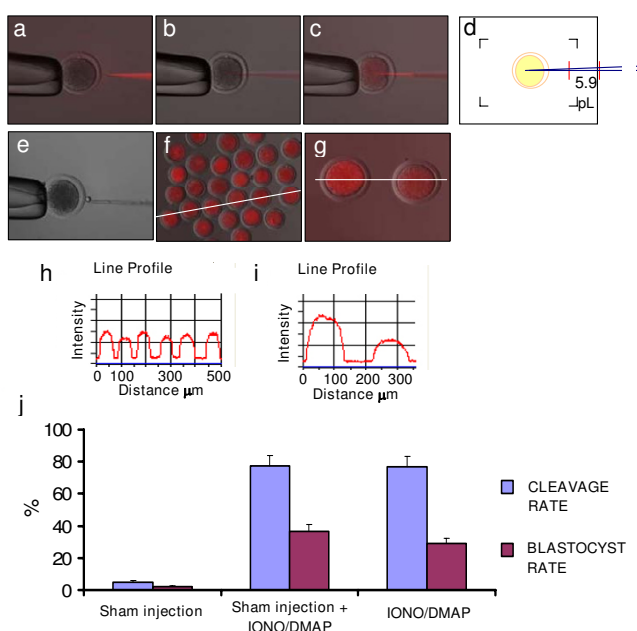 a
b
c
d
5.9
pL
e
f
g
h
Line Profile
Intensity
0 100 200 300 500
Distance µm
i
Line Profile
Intensity
0 100 200 300
Distance µm
j
100
80
60
40
20
0
%
Sham injection
Sham injection +
IONO/DMAP
IONO/DMAP
CLEAVAGE
RATE
BLASTOCYST
RATE